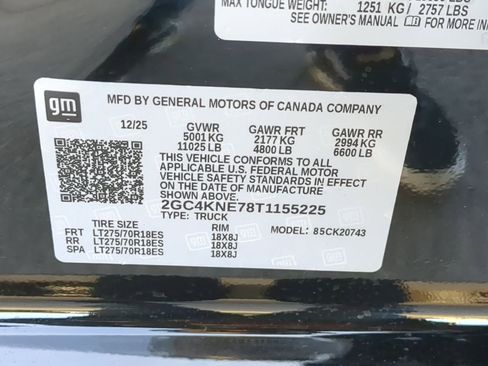 MAX TONGUE WEIGHT: 1251 KG / 2757 LBS
SEE OWNER'S MANUAL FOR MORE INFO
gm
MFD BY GENERAL MOTORS OF CANADA COMPANY
12/25 GVWR GAWR FRT GAWR RR
5001 KG 2177 KG 2994 KG
11025 LB 4800 LB 6600 LB
THIS VEHICLE CONFORMS TO ALL
APPLICABLE U.S. FEDERAL MOTOR
VEHICLE SAFETY STANDARDS IN
EFFECT ON THE DATE OF MANUFACTURE
SHOWN ABOVE.
2GC4KNE78T1155225
TYPE: TRUCK MODEL: 85CK20743
TIRE SIZE RIM
FRT LT275/70R18ES 18X8J
RR LT275/70R18ES 18X8J
SPA LT275/70R18ES 18X8J